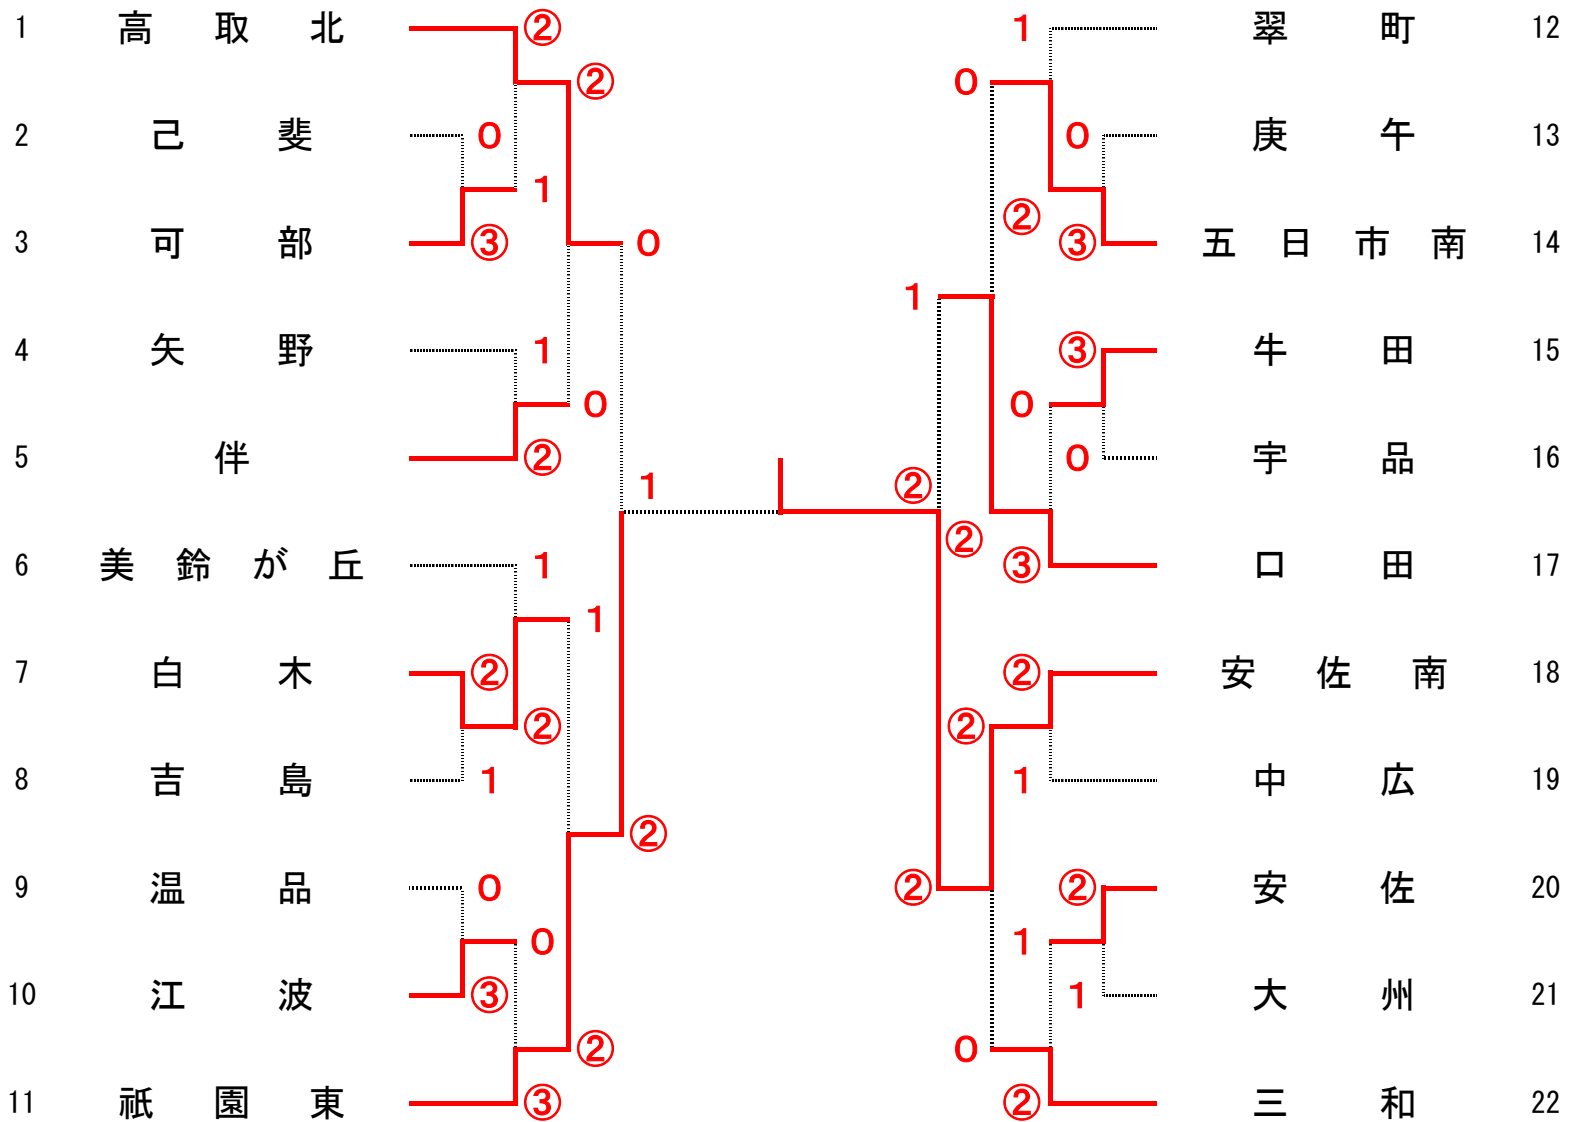 1 高取北 ② 1 翠町 12
② 0
2 己斐 0 0 庚午 13
1 ②
3 可部 ③ 0 ③ 五日市南 14
1
4 矢野 1 ③ 牛田 15
0 0
5 伴 ② 0 宇品 16
1 ②
②
6 美鈴が丘 1 ③ 口田 17
1
7 白木 ② ② 安佐南 18
② ②
8 吉島 1 1 中広 19
②
9 温品 0 ② ② 安佐 20
0 1
10 江波 ③ 1 大州 21
② 0
11 祇園東 ③ ② 三和 22